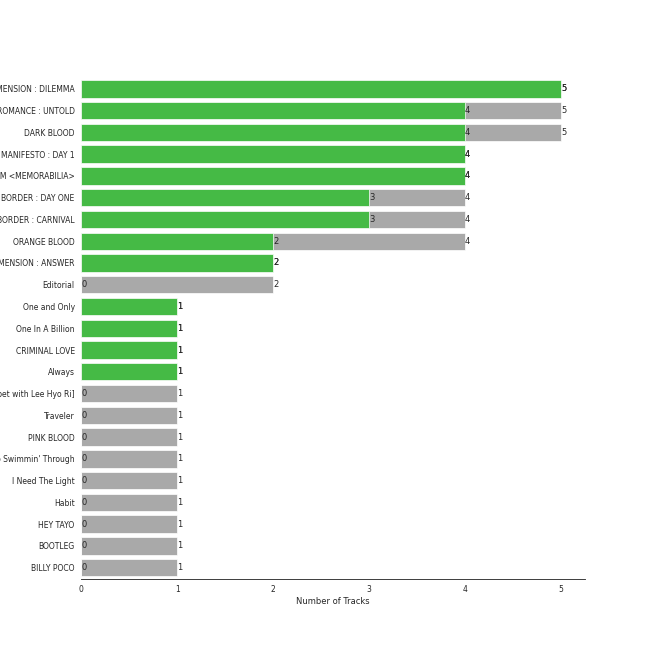 MENSION : DILEMMA 5
ROMANCE : UNTOLD 4 5
DARK BLOOD 4 5
MANIFESTO : DAY 1 4
M <MEMORABILIA> 4
BORDER : DAY ONE 3 4
BORDER : CARNIVAL 3 4
ORANGE BLOOD 2 4
MENSION : ANSWER 2
Editorial 0 2
One and Only 1
One In A Billion 1
CRIMINAL LOVE 1
Always 1
pet with Lee Hyo Ri] 0 1
Traveler 0 1
PINK BLOOD 0 1
Swimmin' Through 0 1
I Need The Light 0 1
Habit 0 1
HEY TAYO 0 1
BOOTLEG 0 1
BILLY POCO 0 1
0 1 2 3 4 5
Number of Tracks